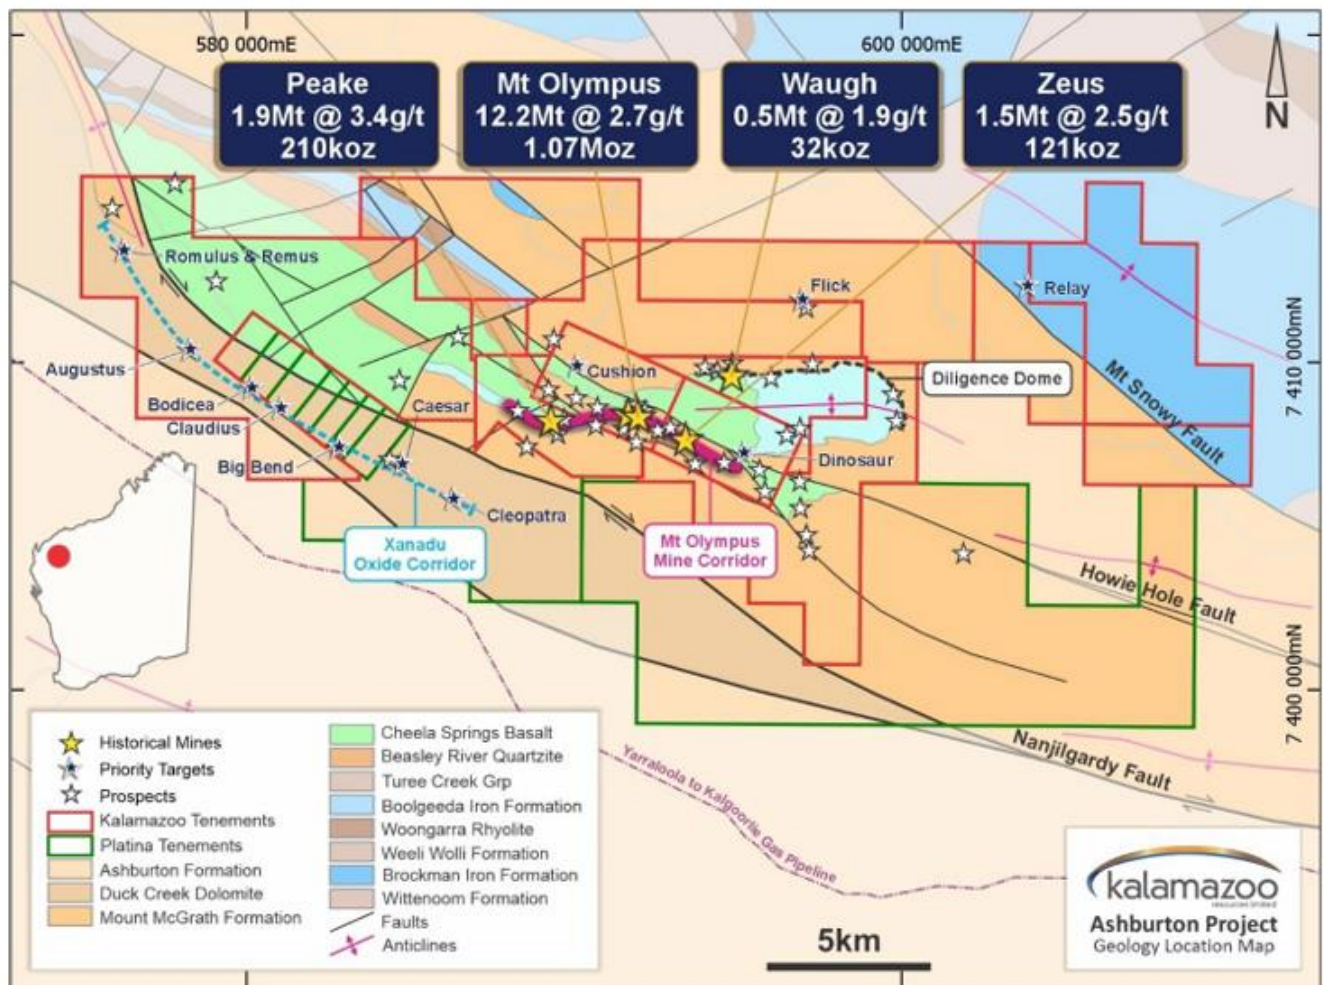 580 000mE
600 000mE
Peake
1.9Mt @ 3.4g/t
210koz
Mt Olympus
12.2Mt @ 2.7g/t
1.07Moz
Waugh
0.5Mt @ 1.9g/t
32koz
Zeus
1.5Mt @ 2.5g/t
121koz
N
Romulus & Remus
Flick
Relay
7 410 000mN
Augustus
Cushion
Diligence Dome
Mt Snowy Fault
Bodicea
Caesar
Claudius
Big Bend
Dinosaur
Cleopatra
Xanadu
Oxide Corridor
Mt Olympus
Mine Corridor
Howie Hole Fault
7 400 000mN
Nanjilgardy Fault
Yarraloola to Kalgoorlie Gas Pipeline
Historical Mines
Priority Targets
Prospects
Kalamazoo Tenements
Platina Tenements
Ashburton Formation
Duck Creek Dolomite
Mount McGrath Formation
Cheela Springs Basalt
Beasley River Quartzite
Turee Creek Grp
Boolgeeda Iron Formation
Woongarra Rhyolite
Weeli Wolli Formation
Brockman Iron Formation
Wittenoom Formation
Faults
Anticlines
5km
kalamazoo
resources limited
Ashburton Project
Geology Location Map